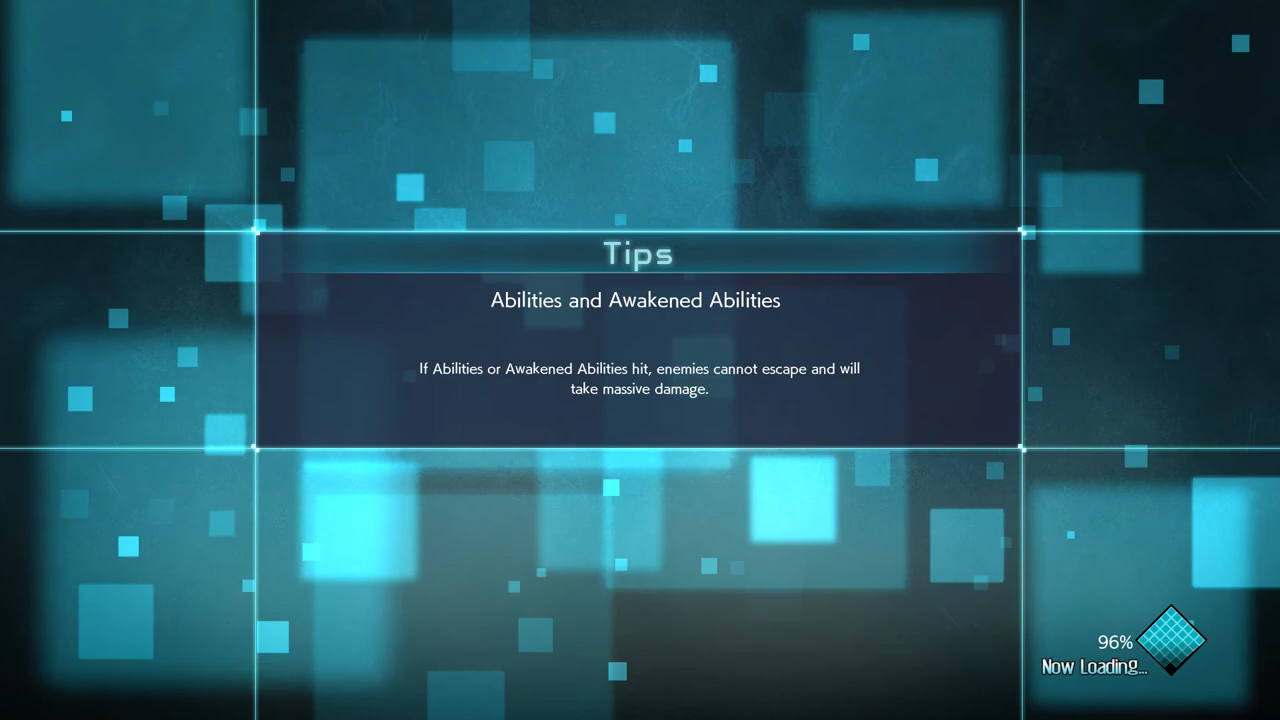 Tips
Abilities and Awakened Abilities
If Abilities or Awakened Abilities hit, enemies cannot escape and will
take massive damage.
96%
Now Loading...